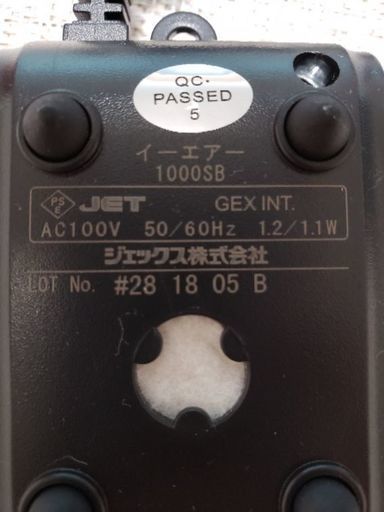 QC.
PASSED
5
イーエアー
1000SB
PS
E JET GEX INT.
AC100V 50/60Hz 1.2/1.1W
ジェックス株式会社
LOT No. #28 18 05 B